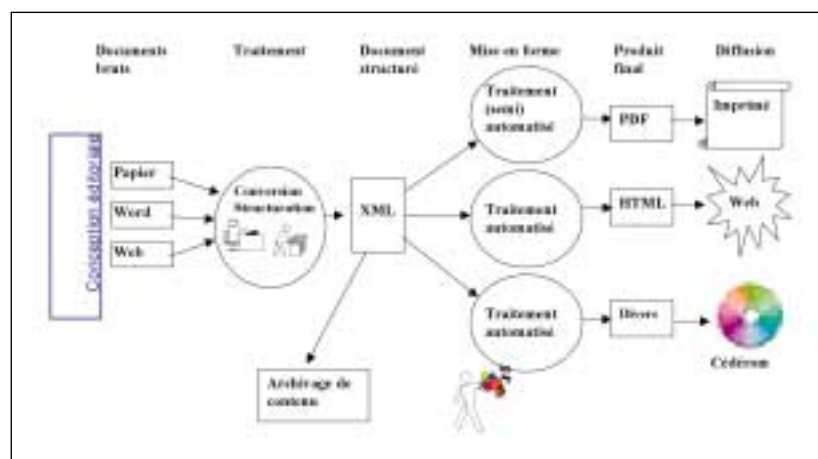 Documents
bruts
Traitement
Document
structuré
Mise en forme
Produit
final
Diffusion
Conception éditoriale
Papier
Word
Web
Conversion
Structuration
XML
Archivage de
contenu
Traitement
(semi)
automatisé
PDF
Imprimé
Traitement
automatisé
HTML
Web
Traitement
automatisé
Divers
Cédérom